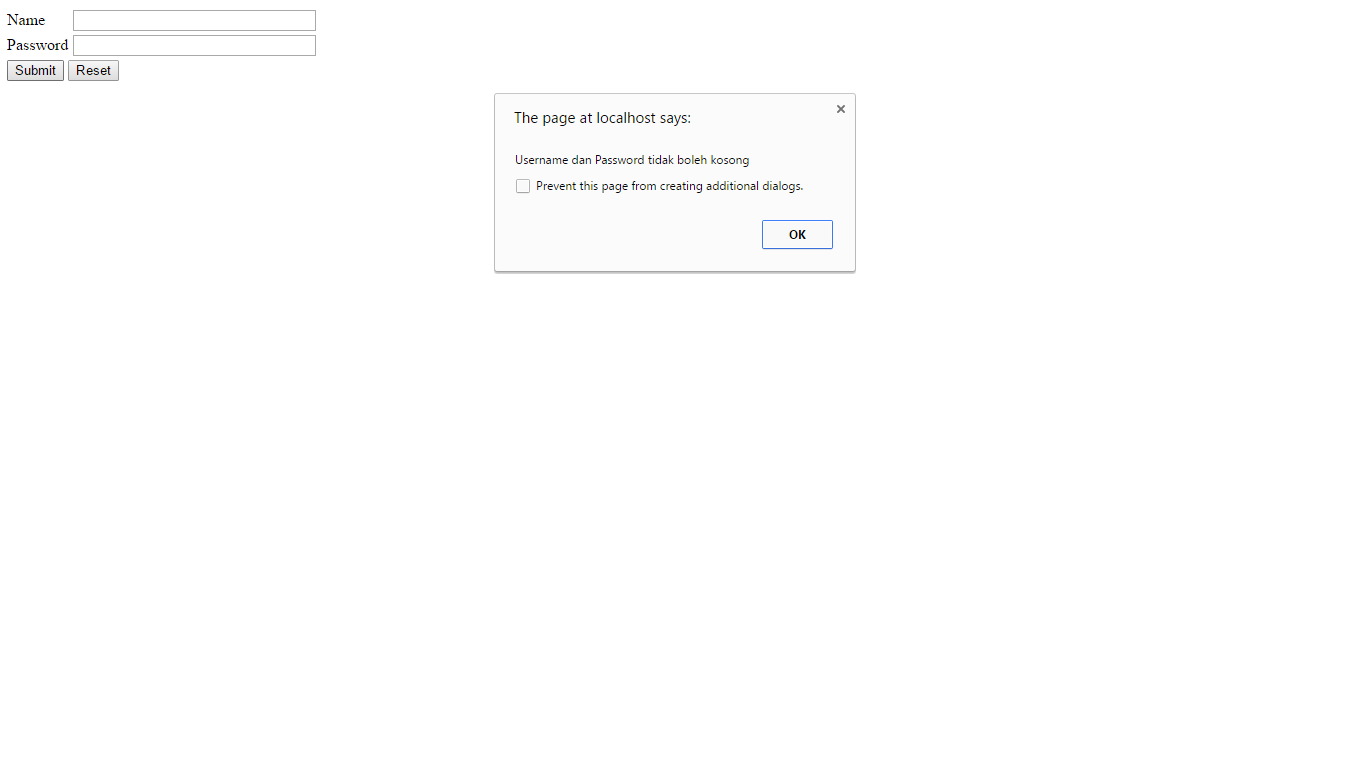 Name
Password
Submit Reset
The page at localhost says:
Username dan Password tidak boleh kosong
Prevent this page from creating additional dialogs.
OK